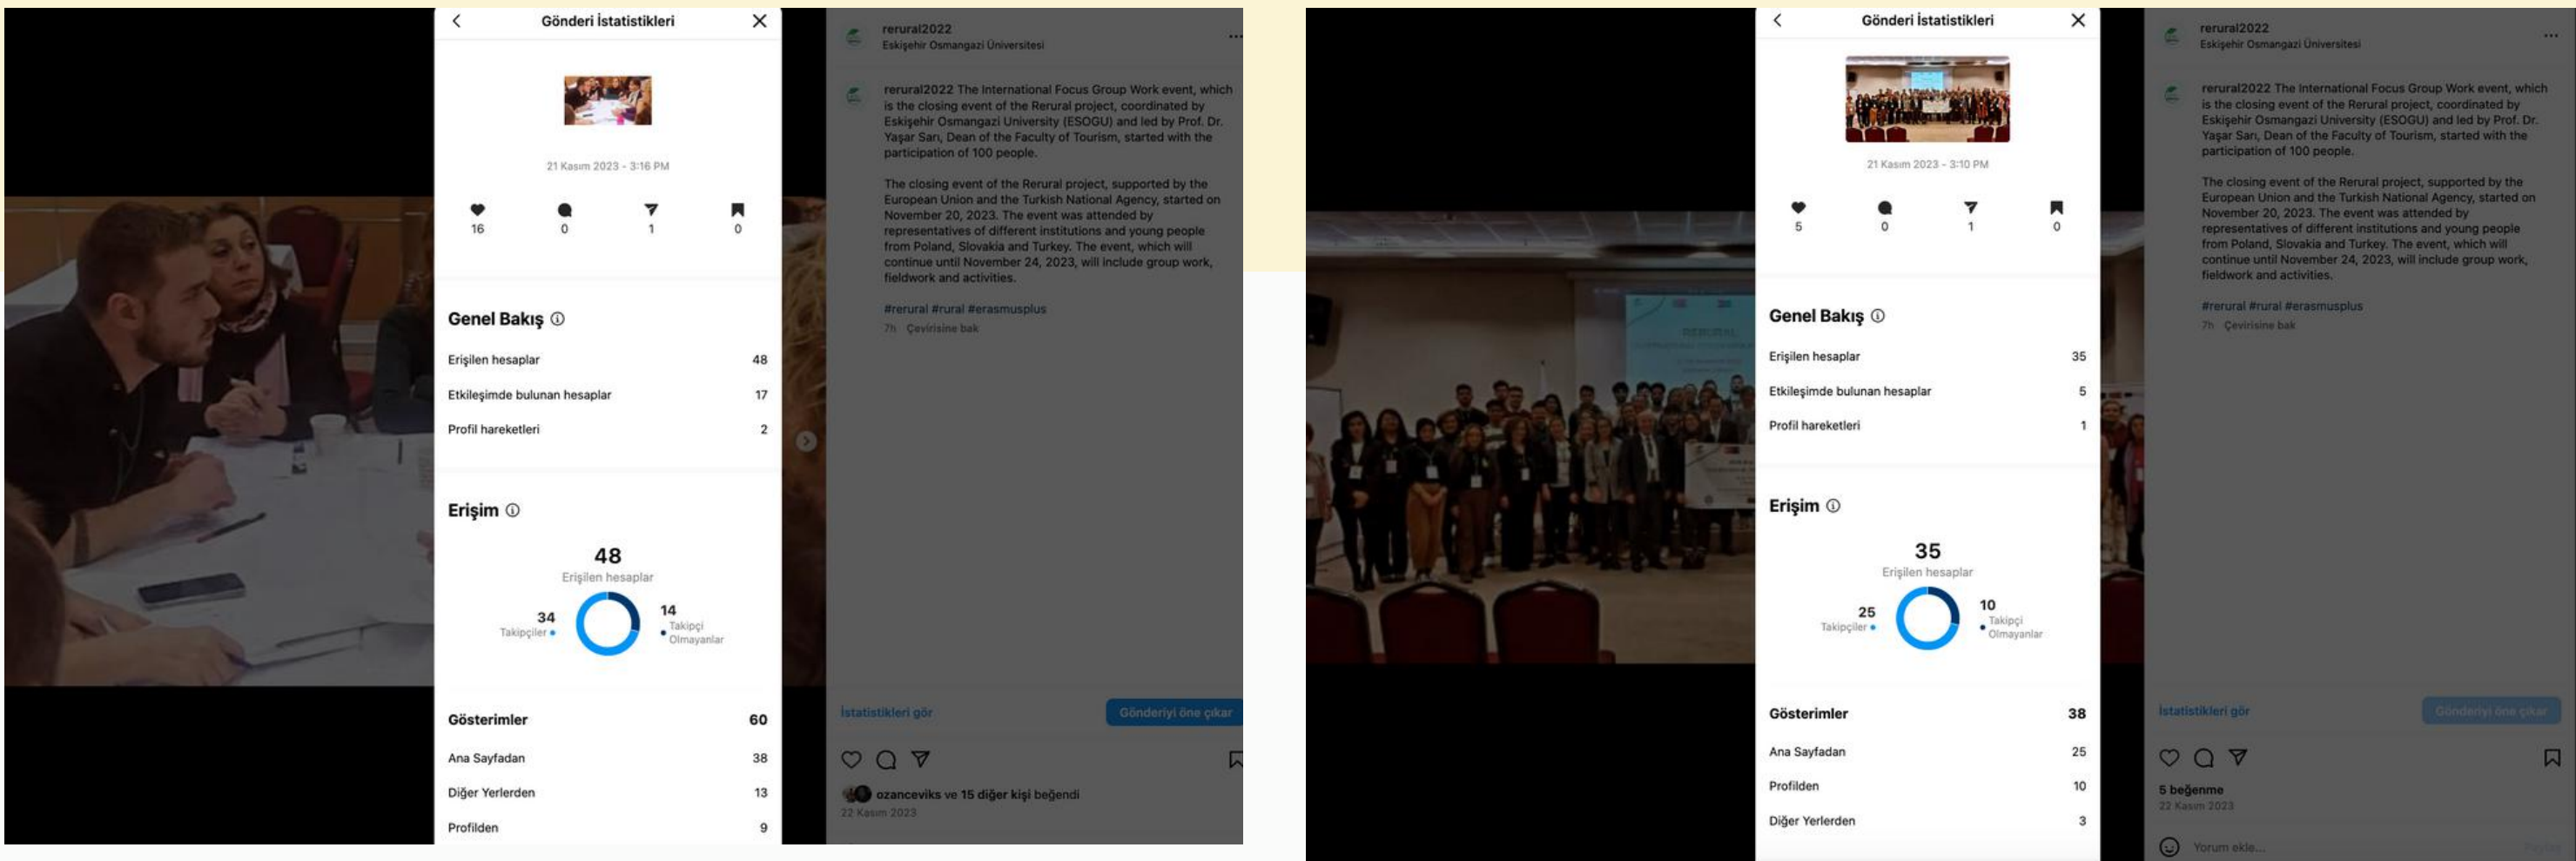 Gönderi İstatistikleri
21 Kasım 2023 - 3:16 PM
16
0
1
0
Genel Bakış
Erişilen hesaplar 48
Etkileşimde bulunan hesaplar 17
Profil hareketleri 2
Erişim
48
Erişilen hesaplar
34
Takipçiler
14
Takipçi
Olmayanlar
Gösterimler 60
Ana Sayfadan 38
Diğer Yerlerden 13
Profilden 9
rerural2022
Eskişehir Osmangazi Üniversitesi
rerural2022 The International Focus Group Work event, which
is the closing event of the Rerural project, coordinated by
Eskişehir Osmangazi University (ESOGU) and led by Prof. Dr.
Yaşar Sarı, Dean of the Faculty of Tourism, started with the
participation of 100 people.
The closing event of the Rerural project, supported by the
European Union and the Turkish National Agency, started on
November 20, 2023. The event was attended by
representatives of different institutions and young people
from Poland, Slovakia and Turkey. The event, which will
continue until November 24, 2023, will include group work,
fieldwork and activities.
#rerural #rural #erasmusplus
7h Çevirisine bak
İstatistikleri gör
Gönderiyi öne çıkar
ozanceviks ve 15 diğer kişi beğendi
22 Kasım 2023
Gönderi İstatistikleri
21 Kasım 2023 - 3:10 PM
5
0
1
0
Genel Bakış
Erişilen hesaplar 35
Etkileşimde bulunan hesaplar 5
Profil hareketleri 1
Erişim
35
Erişilen hesaplar
25
Takipçiler
10
Takipçi
Olmayanlar
Gösterimler 38
Ana Sayfadan 25
Profilden 10
Diğer Yerlerden 3
RERURAL
rerural2022
Eskişehir Osmangazi Üniversitesi
rerural2022 The International Focus Group Work event, which
is the closing event of the Rerural project, coordinated by
Eskişehir Osmangazi University (ESOGU) and led by Prof. Dr.
Yaşar Sarı, Dean of the Faculty of Tourism, started with the
participation of 100 people.
The closing event of the Rerural project, supported by the
European Union and the Turkish National Agency, started on
November 20, 2023. The event was attended by
representatives of different institutions and young people
from Poland, Slovakia and Turkey. The event, which will
continue until November 24, 2023, will include group work,
fieldwork and activities.
#rerural #rural #erasmusplus
7h Çevirisine bak
İstatistikleri gör
Gönderiyi öne çıkar
5 beğenme
22 Kasım 2023
Yorum ekle...